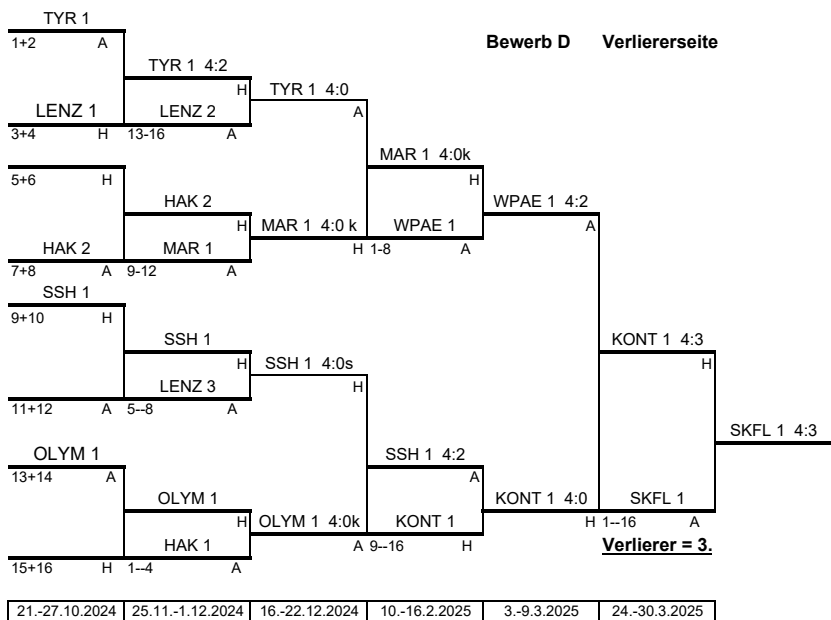 TYR 1
1+2 A
Bewerb D Verliererseite
TYR 1 4:2
H
TYR 1 4:0
LENZ 1
LENZ 2
A
3+4 H
13-16 A
MAR 1 4:0k
5+6 H
H
HAK 2
WPAE 1 4:2
H
MAR 1 4:0 k
WPAE 1
A
HAK 2
MAR 1
H
1-8 A
7+8 A
9-12 A
SSH 1
9+10 H
SSH 1
KONT 1 4:3
H
SSH 1 4:0s
H
LENZ 3
H
11+12 A
5--8 A
SKFL 1 4:3
OLYM 1
SSH 1 4:2
13+14 A
A
OLYM 1
KONT 1 4:0
SKFL 1
H
OLYM 1 4:0k
KONT 1
H
1--16 A
HAK 1
A
9--16 H
Verlierer = 3.
15+16 H
1--4 A
21.-27.10.2024
25.11.-1.12.2024
16.-22.12.2024
10.-16.2.2025
3.-9.3.2025
24.-30.3.2025